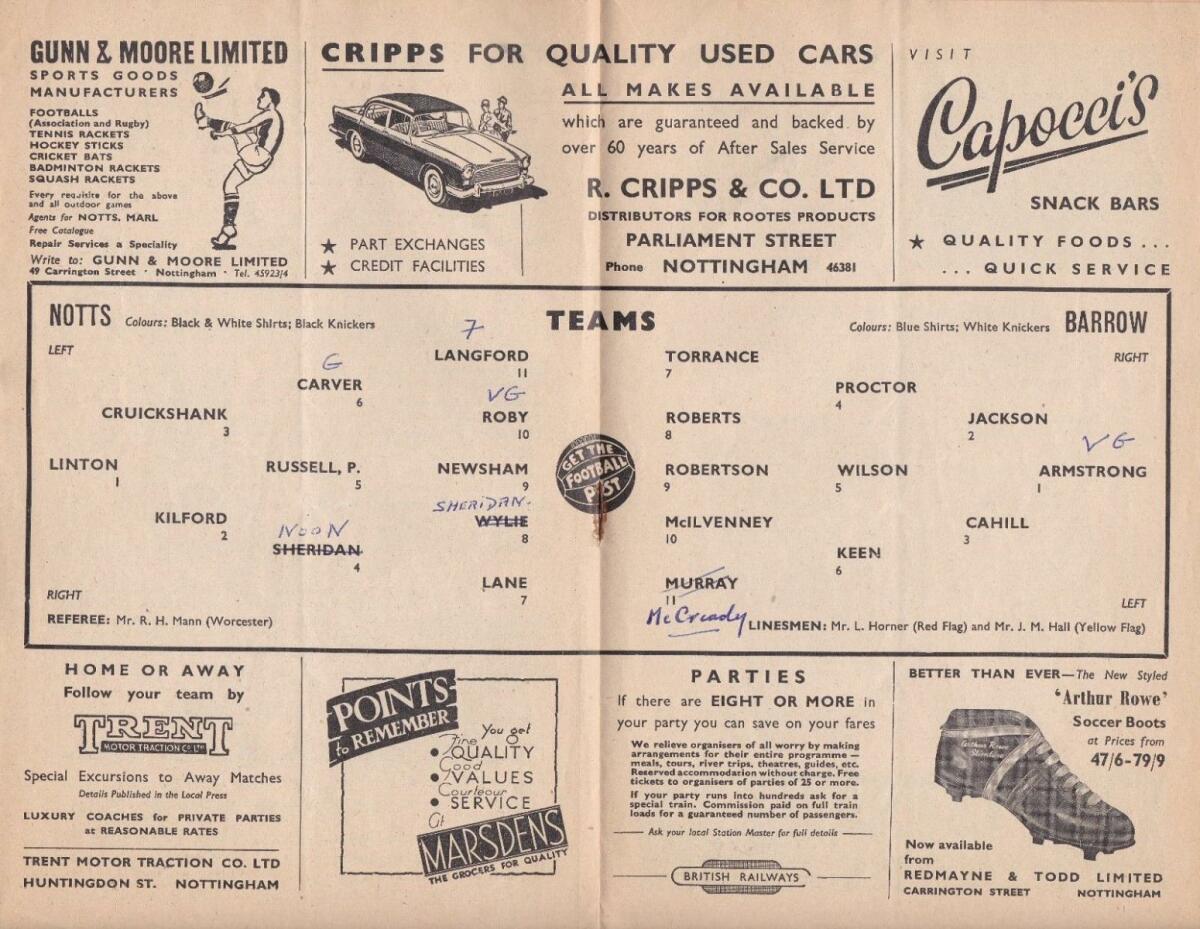 GUNN & MOORE LIMITED
SPORTS GOODS
MANUFACTURERS
FOOTBALLS
(Association and Rugby)
TENNIS RACKETS
HOCKEY STICKS
CRICKET BATS
BADMINTON RACKETS
SQUASH RACKETS
Every requisite for the above
and all outdoor games
Agents for NOTTS. MARL
Free Catalogue
Repair Services a Speciality
Write to: GUNN & MOORE LIMITED
49 Carrington Street · Nottingham · Tel. 45923/4
CRIPPS FOR QUALITY USED CARS
ALL MAKES AVAILABLE
which are guaranteed and backed by
over 60 years of After Sales Service
R. CRIPPS & CO. LTD
DISTRIBUTORS FOR ROOTES PRODUCTS
PARLIAMENT STREET
Phone NOTTINGHAM 46381
★ PART EXCHANGES
★ CREDIT FACILITIES
VISIT
Capocci's
SNACK BARS
★ QUALITY FOODS ...
... QUICK SERVICE
TEAMS
NOTTS Colours: Black & White Shirts; Black Knickers
LEFT
7
LANGFORD
11
G
CARVER
6
VG
CRUICKSHANK
3
ROBY
10
LINTON
1
RUSSELL, P.
5
NEWSHAM
9
SHERIDAN.
WYLIE
8
KILFORD
2
NOON
SHERIDAN
4
LANE
7
RIGHT
REFEREE: Mr. R. H. Mann (Worcester)
GET THE
FOOTBALL
POST
Colours: Blue Shirts; White Knickers BARROW
RIGHT
TORRANCE
7
PROCTOR
4
ROBERTS
8
JACKSON
2
VG
ROBERTSON
9
WILSON
5
ARMSTRONG
1
McILVENNEY
10
CAHILL
3
KEEN
6
MURRAY
11
McCready
LEFT
LINESMEN: Mr. L. Horner (Red Flag) and Mr. J. M. Hall (Yellow Flag)
HOME OR AWAY
Follow your team by
TRENT
MOTOR TRACTION CO LTD
Special Excursions to Away Matches
Details Published in the Local Press
LUXURY COACHES for PRIVATE PARTIES
at REASONABLE RATES
TRENT MOTOR TRACTION CO. LTD
HUNTINGDON ST. NOTTINGHAM
POINTS-
to REMEMBER
You get
Fine
• QUALITY
Good
• VALUES
Courteour
• SERVICE
At
MARSDENS
THE GROCERS FOR QUALITY
PARTIES
If there are EIGHT OR MORE in
your party you can save on your fares
We relieve organisers of all worry by making
arrangements for their entire programme —
meals, tours, river trips, theatres, guides, etc.
Reserved accommodation without charge. Free
tickets to organisers of parties of 25 or more.
If your party runs into hundreds ask for a
special train. Commission paid on full train
loads for a guaranteed number of passengers.
Ask your local Station Master for full details
BRITISH RAILWAYS
BETTER THAN EVER—The New Styled
'Arthur Rowe'
Soccer Boots
at Prices from
47/6-79/9
Arthur Rowe
Now available
from
REDMAYNE & TODD LIMITED
CARRINGTON STREET NOTTINGHAM